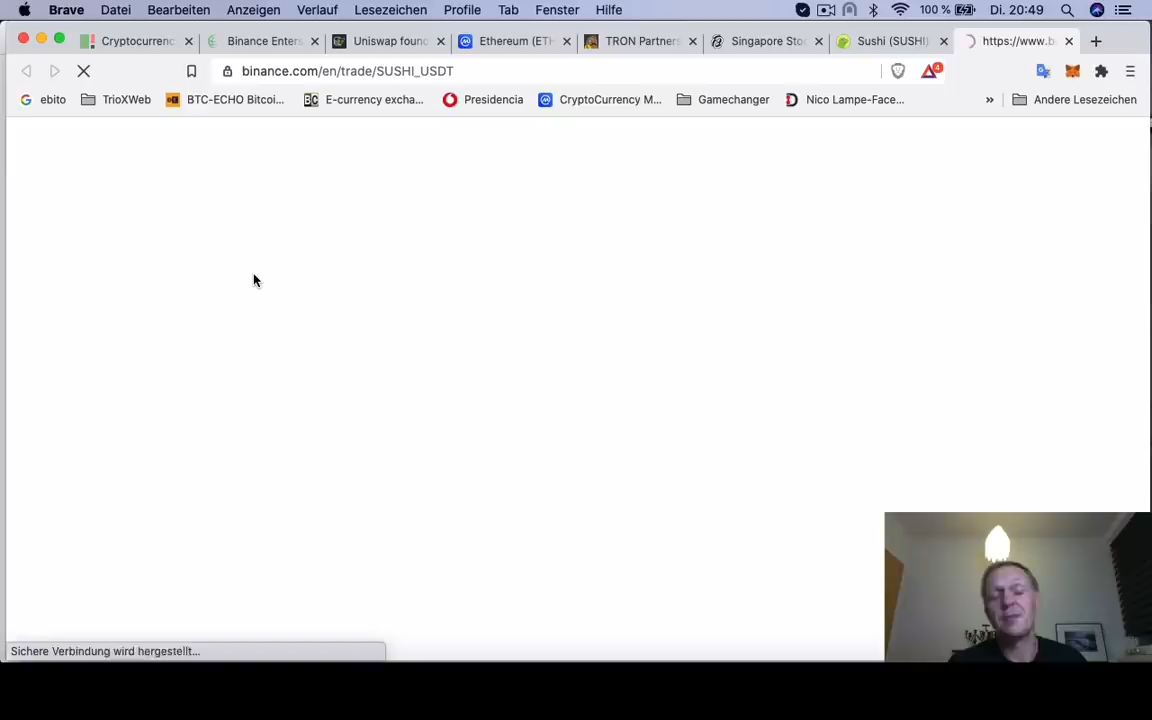 Brave Datei Bearbeiten Anzeigen Verlauf Lesezeichen Profile Tab Fenster Hilfe 100 % Di. 20:49
Cryptocurrenc Binance Enters Uniswap foun Ethereum (ETH TRON Partners Singapore Sto Sushi (SUSHI) https://www.b
binance.com/en/trade/SUSHI_USDT 4
ebito TrioXWeb BTC-ECHO Bitcoi... E-currency excha... Presidencia CryptoCurrency M... Gamechanger Nico Lampe-Face... » Andere Lesezeichen
Sichere Verbindung wird hergestellt...